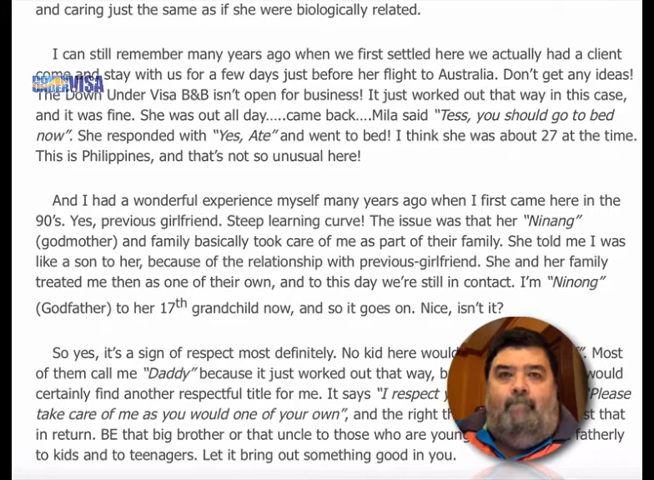 and caring just the same as if she were biologically related.
I can still remember many years ago when we first settled here we actually had a client
come and stay with us for a few days just before her flight to Australia. Don't get any ideas!
DOWN UNDER VISA
The Down Under Visa B&B isn't open for business! It just worked out that way in this case,
and it was fine. She was out all day.....came back....Mila said “Tess, you should go to bed
now”. She responded with “Yes, Ate” and went to bed! I think she was about 27 at the time.
This is Philippines, and that's not so unusual here!
And I had a wonderful experience myself many years ago when I first came here in the
90's. Yes, previous girlfriend. Steep learning curve! The issue was that her “Ninang”
(godmother) and family basically took care of me as part of their family. She told me I was
like a son to her, because of the relationship with previous-girlfriend. She and her family
treated me then as one of their own, and to this day we're still in contact. I'm “Ninong”
(Godfather) to her 17th grandchild now, and so it goes on. Nice, isn't it?
So yes, it's a sign of respect most definitely. No kid here would Most
of them call me “Daddy” because it just worked out that way, would
certainly find another respectful title for me. It says “I respect “Please
take care of me as you would one of your own”, and the right that
in return. BE that big brother or that uncle to those who are fatherly
to kids and to teenagers. Let it bring out something good in you.